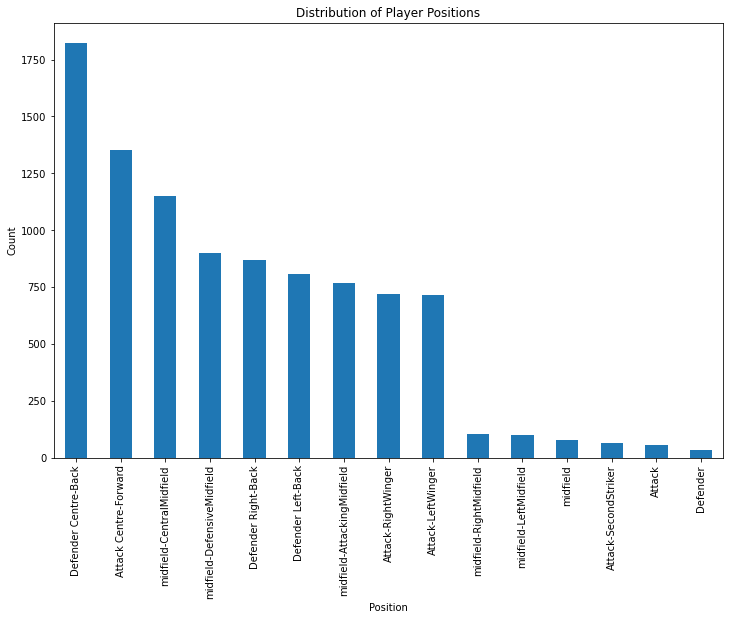 Distribution of Player Positions
Count
1750
1500
1250
1000
750
500
250
0
Defender Centre-Back
Attack Centre-Forward
midfield-CentralMidfield
midfield-DefensiveMidfield
Defender Right-Back
Defender Left-Back
midfield-AttackingMidfield
Attack-RightWinger
Attack-LeftWinger
midfield-RightMidfield
midfield-LeftMidfield
midfield
Attack-SecondStriker
Attack
Defender
Position